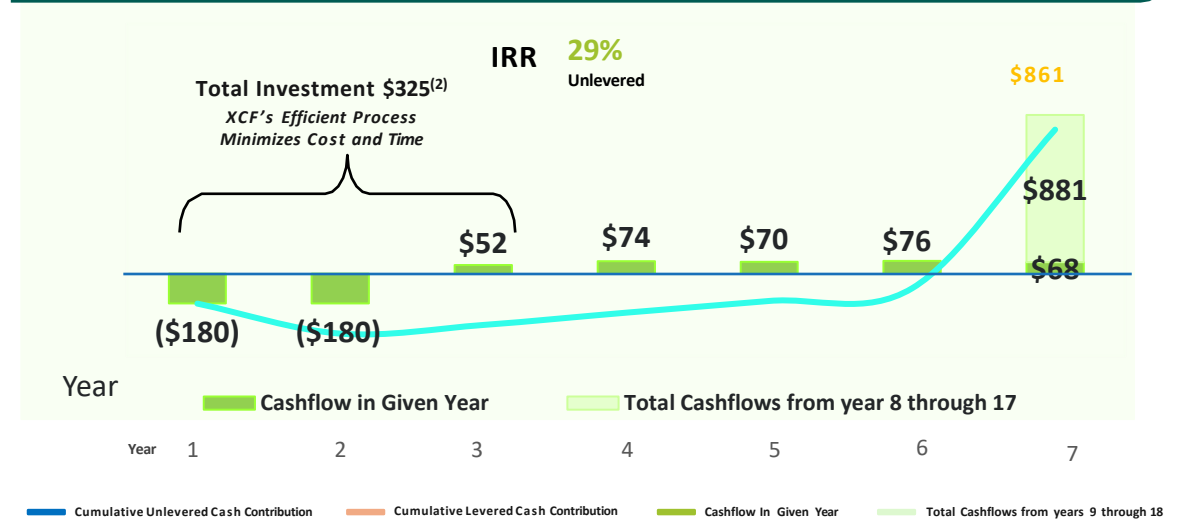 IRR 29%
Unlevered
$861
Total Investment $325(2)
XCF's Efficient Process
Minimizes Cost and Time
$881
$52 $74 $70 $76
$68
($180) ($180)
Year
Cashflow in Given Year Total Cashflows from year 8 through 17
Year 1 2 3 4 5 6 7
Cumulative Unlevered Cash Contribution Cumulative Levered Cash Contribution Cashflow In Given Year Total Cashflows from years 9 through 18